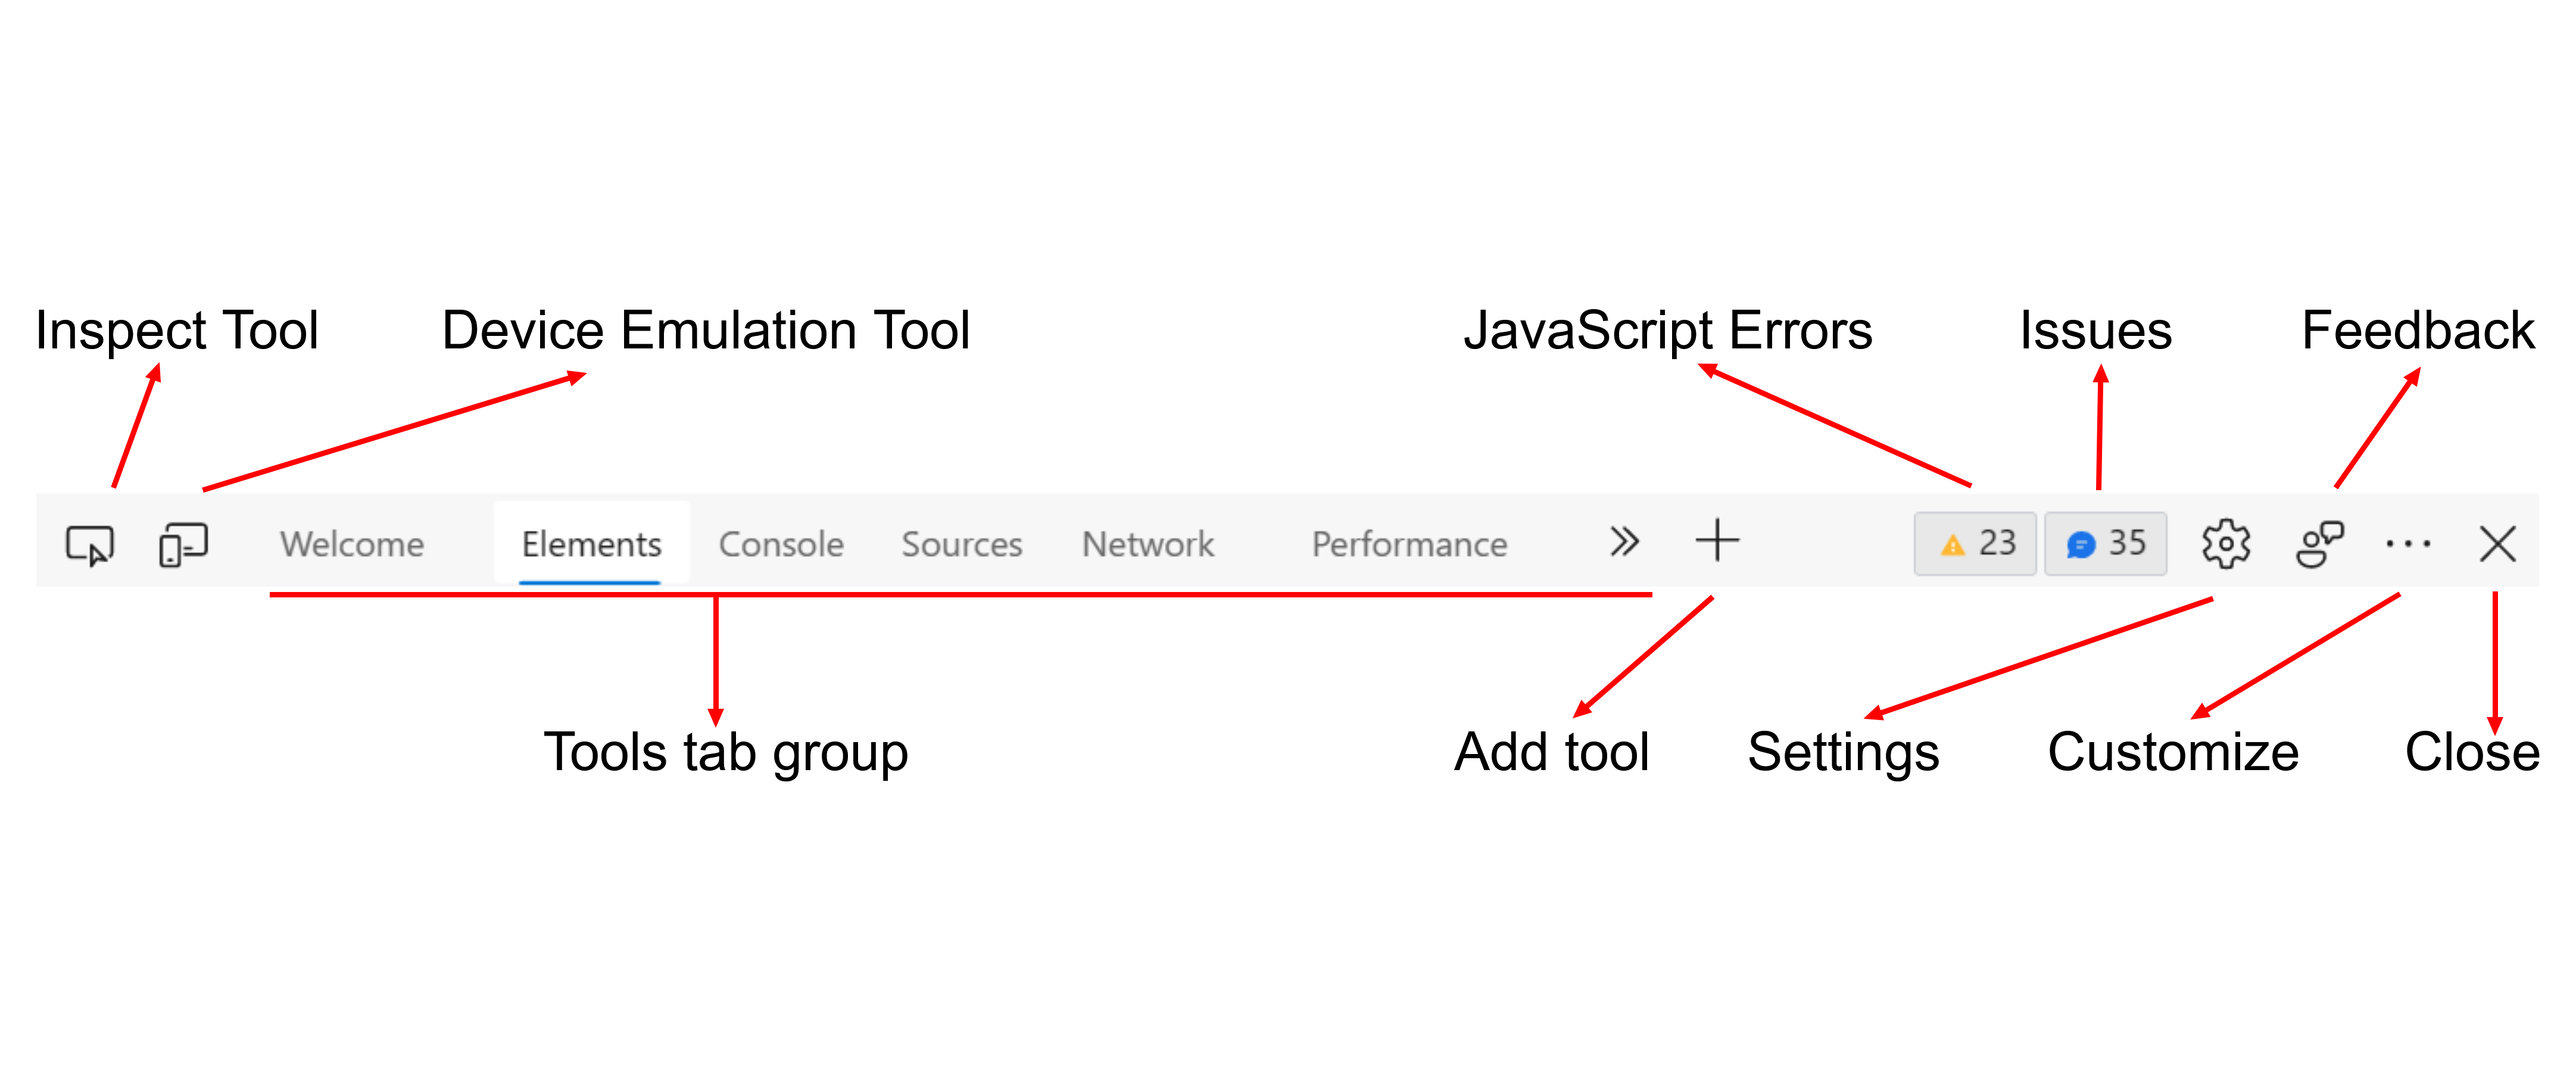 Inspect Tool
Device Emulation Tool
JavaScript Errors
Issues
Feedback
Welcome
Elements
Console
Sources
Network
Performance
23
35
Tools tab group
Add tool
Settings
Customize
Close